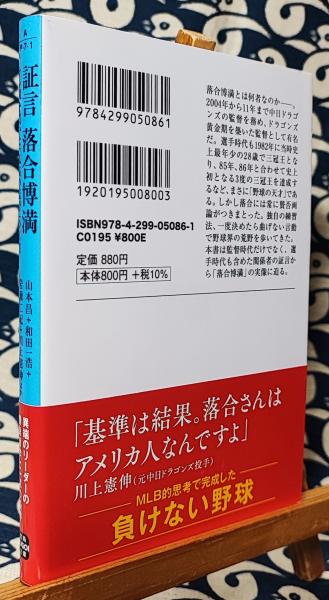 証言 落合博満
山本昌+和田一浩+
異端のリーダーの
9784299050861
1920195008003
ISBN978-4-299-05086-1
C0195 ¥800E
定価 880円
本体800円 +税10%
落合博満とは何者なのか――。
2004年から11年まで中日ドラゴ
ンズの監督を務め、ドラゴンズ
黄金期を築いた監督として有名
だ。選手時代も1982年に当時史
上最年少の28歳で三冠王とな
り、85年、86年と合わせて史上
初となる3度の三冠王を達成す
るなど、まさに「野球の天才」であ
る。しかし落合には常に賛否両
論がつきまとった。独自の練習
法、一度決めたら曲げない言動で
野球界の荒野を歩いてきた。
本書は監督時代だけでなく、選
手時代も含めた関係者の証言か
ら「落合博満」の実像に迫る。
「基準は結果。落合さんは
アメリカ人なんですよ」
川上憲伸(元中日ドラゴンズ投手)
MLB的思考で完成した
負けない野球